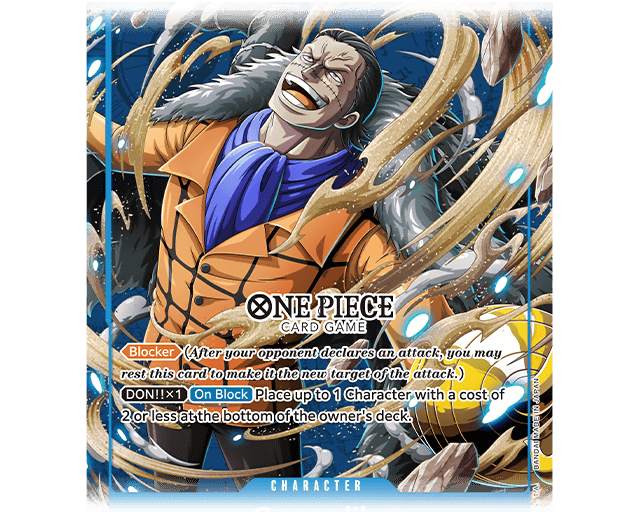 ONE PIECE
CARD GAME
Blocker (After your opponent declares an attack, you may
rest this card to make it the new target of the attack.)
DON!!×1 On Block Place up to 1 Character with a cost of
2 or less at the bottom of the owner's deck.
BANDAI MADE IN JAPAN
CHARACTER